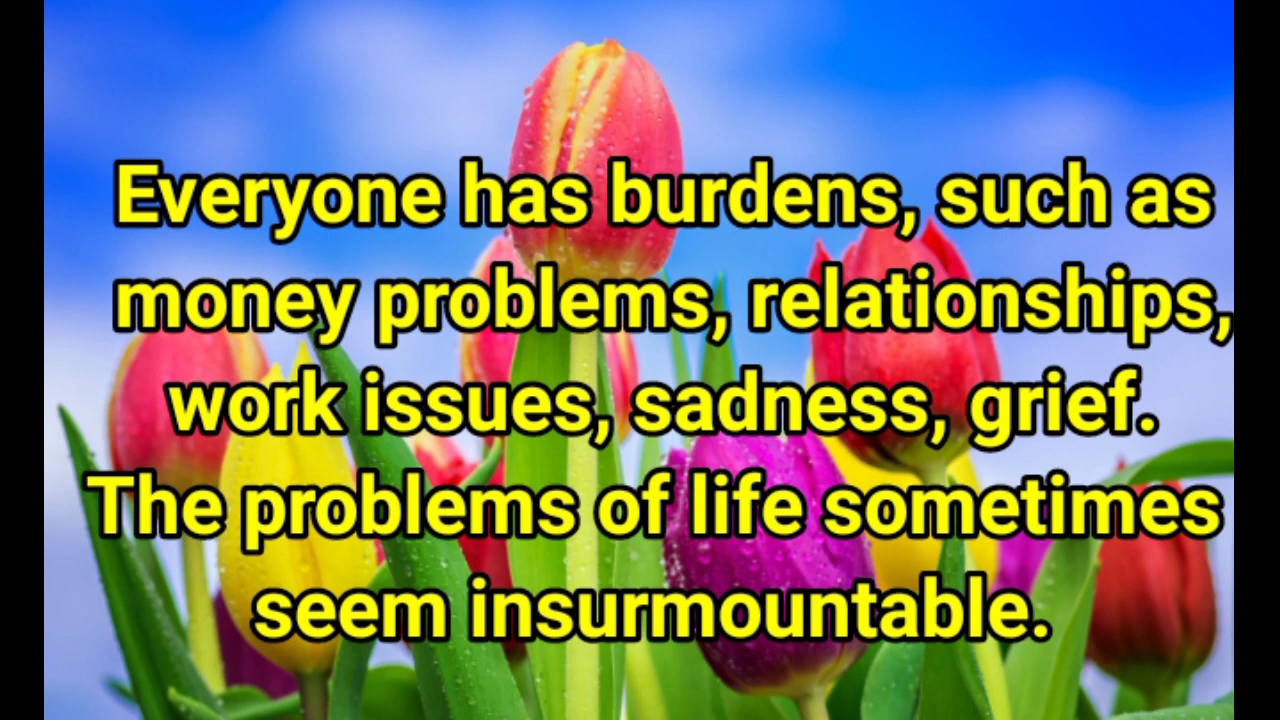 Everyone has burdens, such as
money problems, relationships,
work issues, sadness, grief.
The problems of life sometimes
seem insurmountable.